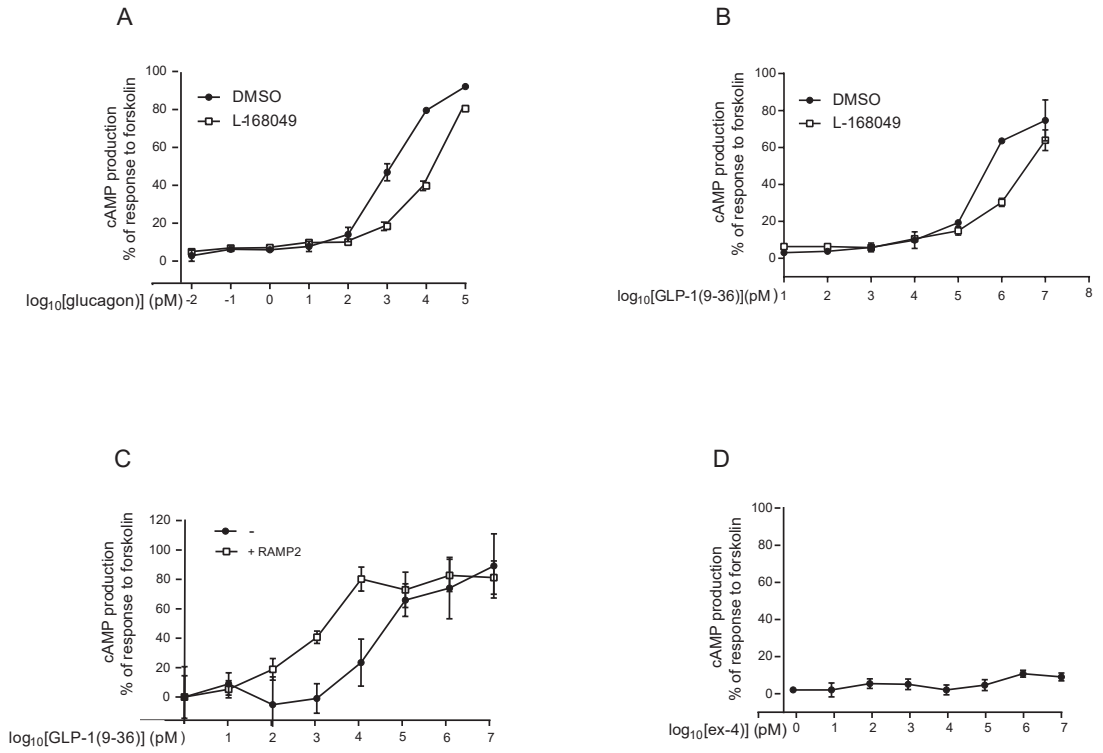 A
cAMP production
% of response to forskolin
100
80
60
40
20
0
DMSO
L-168049
log10[glucagon)] (pM) -2 -1 0 1 2 3 4 5
B
cAMP production
% of response to forskolin
100
80
60
40
20
0
DMSO
L-168049
log10[GLP-1(9-36)](pM) 1 2 3 4 5 6 7 8
C
cAMP production
% of response to forskolin
120
100
80
60
40
20
0
-
+ RAMP2
log10[GLP-1(9-36)] (pM) 1 2 3 4 5 6 7
D
cAMP production
% of response to forskolin
100
80
60
40
20
0
log10[ex-4)] (pM) 0 1 2 3 4 5 6 7